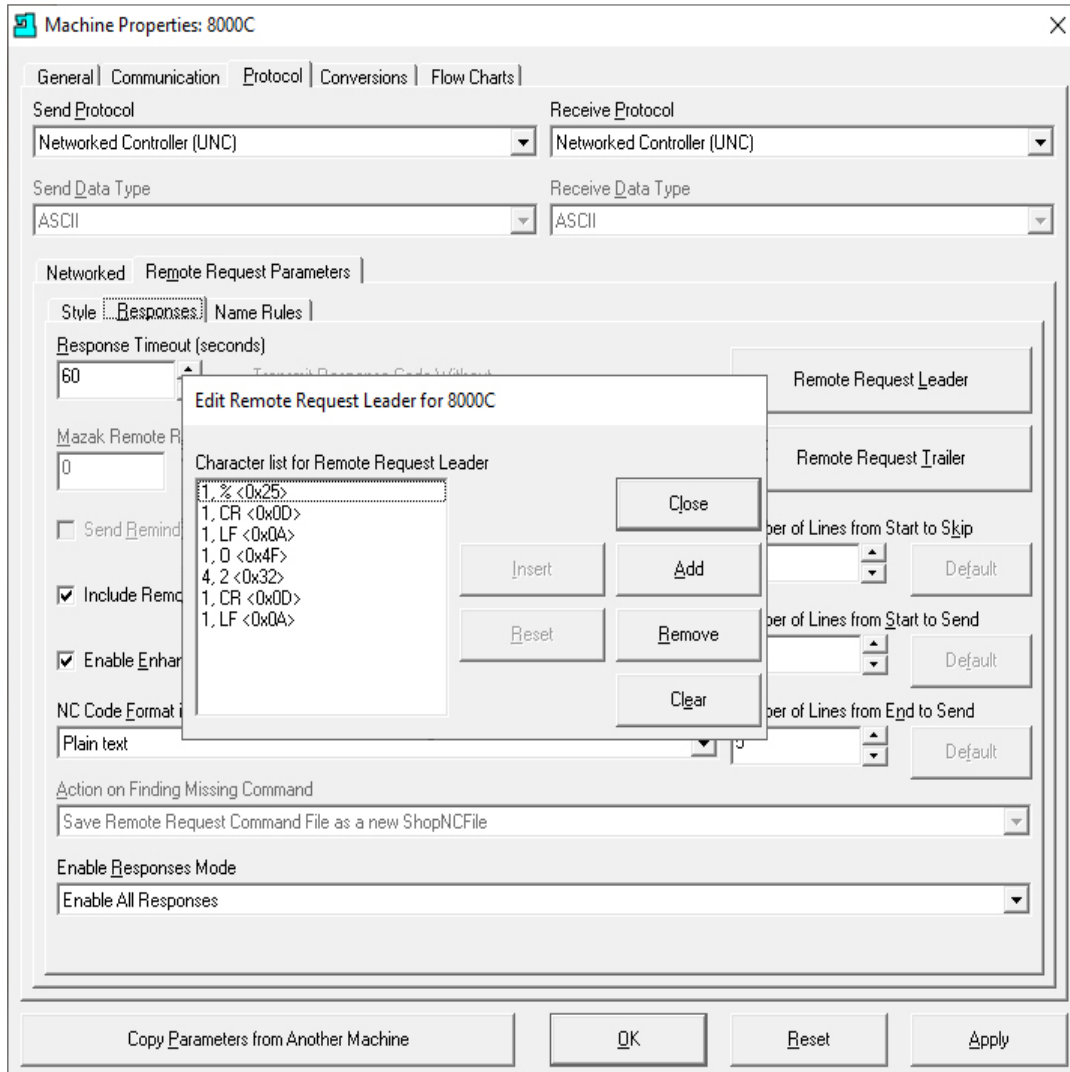 Machine Properties: 8000C
General Communication Protocol Conversions Flow Charts
Send Protocol Receive Protocol
Networked Controller (UNC) Networked Controller (UNC)
Send Data Type Receive Data Type
ASCII ASCII
Networked Remote Request Parameters
Style Responses Name Rules
Response Timeout (seconds)
60
Transmit Response Code Without
Remote Request Leader
Edit Remote Request Leader for 8000C
Mazak Remote R
0
Remote Request Trailer
Character list for Remote Request Leader
1, % <0x25>
1, CR <0x0D>
1, LF <0x0A>
1, O <0x4F>
4, 2 <0x32>
1, CR <0x0D>
1, LF <0x0A>
Close
Insert Add
Reset Remove
Clear
Send Remind
ber of Lines from Start to Skip
Default
Include Remo
ber of Lines from Start to Send
Default
Enable Enhan
NC Code Format i
ber of Lines from End to Send
Plain text
Default
Action on Finding Missing Command
Save Remote Request Command File as a new ShopNCFile
Enable Responses Mode
Enable All Responses
Copy Parameters from Another Machine OK Reset Apply